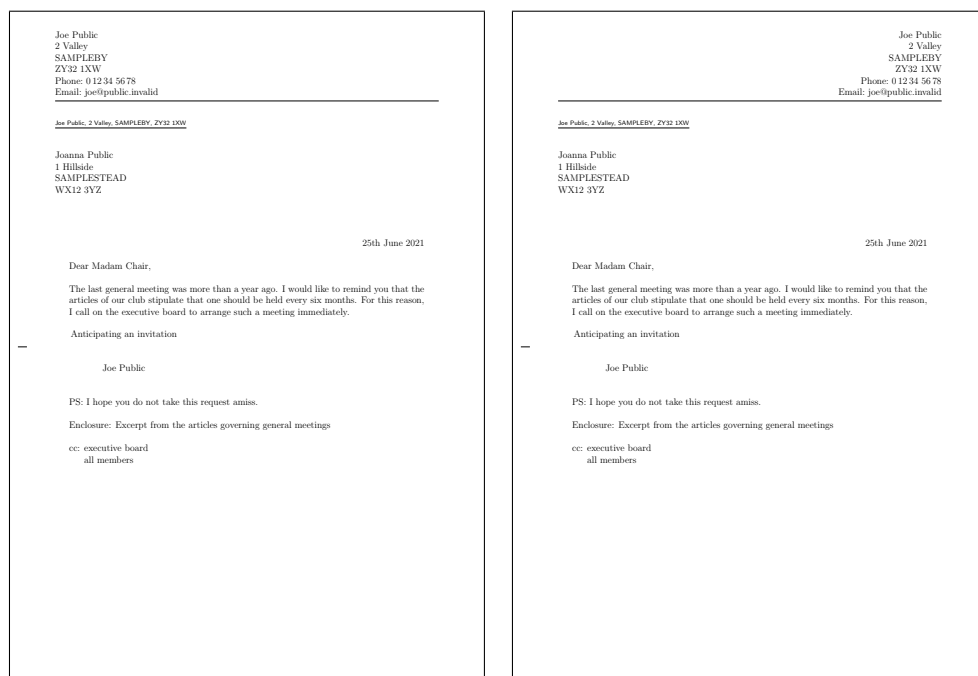 Joe Public
2 Valley
SAMPLEBY
ZY32 1XW
Phone: 0 12 34 56 78
Email: joe@public.invalid
Joe Public, 2 Valley, SAMPLEBY, ZY32 1XW
Joanna Public
1 Hillside
SAMPLESTEAD
WX12 3YZ
25th June 2021
Dear Madam Chair,
The last general meeting was more than a year ago. I would like to remind you that the
articles of our club stipulate that one should be held every six months. For this reason,
I call on the executive board to arrange such a meeting immediately.
Anticipating an invitation
Joe Public
PS: I hope you do not take this request amiss.
Enclosure: Excerpt from the articles governing general meetings
cc: executive board
all members
Joe Public
2 Valley
SAMPLEBY
ZY32 1XW
Phone: 0 12 34 56 78
Email: joe@public.invalid
Joe Public, 2 Valley, SAMPLEBY, ZY32 1XW
Joanna Public
1 Hillside
SAMPLESTEAD
WX12 3YZ
25th June 2021
Dear Madam Chair,
The last general meeting was more than a year ago. I would like to remind you that the
articles of our club stipulate that one should be held every six months. For this reason,
I call on the executive board to arrange such a meeting immediately.
Anticipating an invitation
Joe Public
PS: I hope you do not take this request amiss.
Enclosure: Excerpt from the articles governing general meetings
cc: executive board
all members